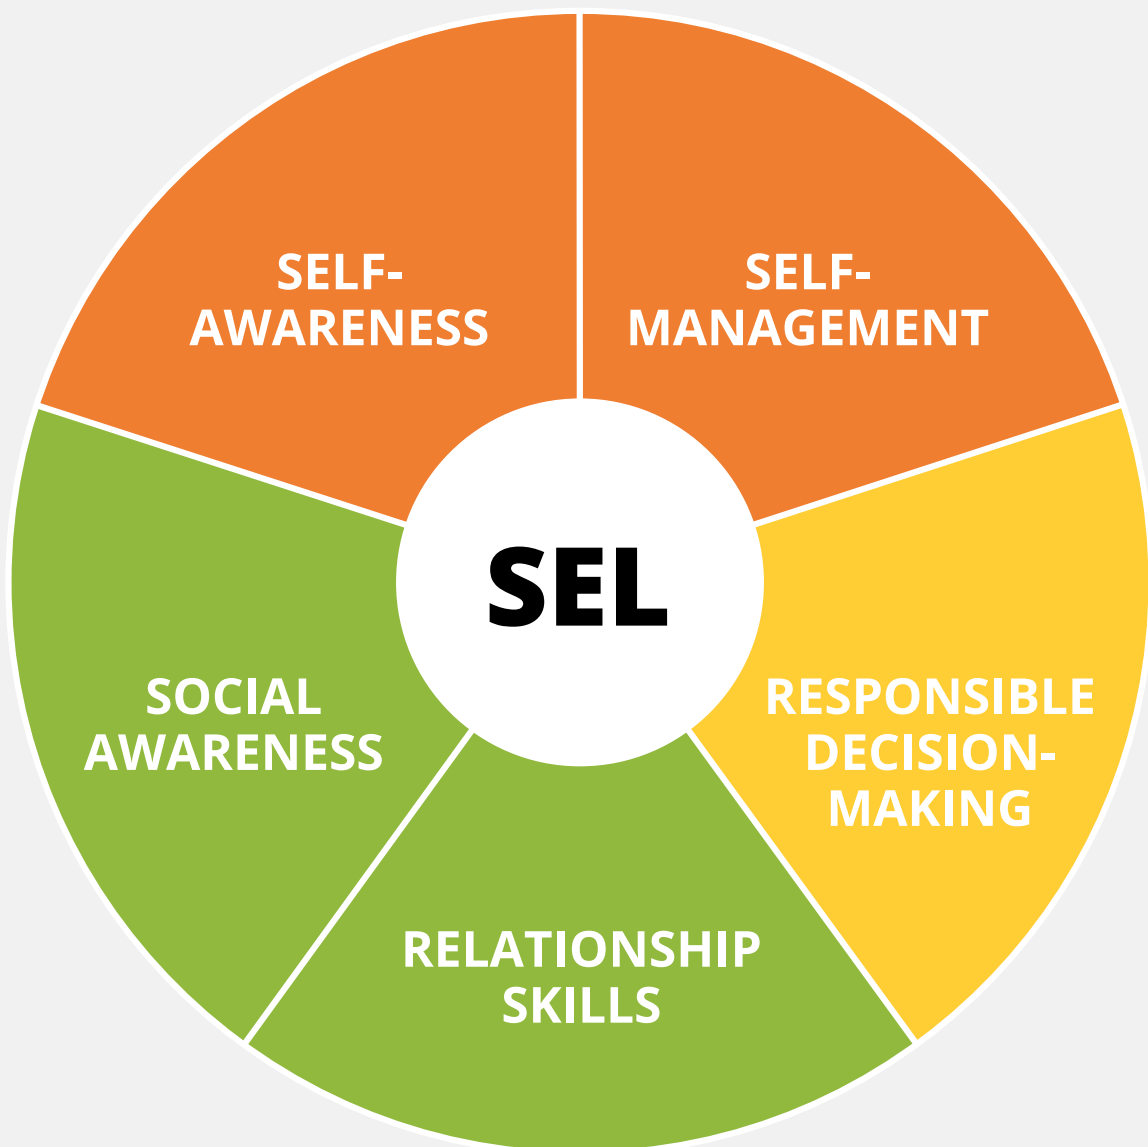 SELF-
AWARENESS
SELF-
MANAGEMENT
SEL
SOCIAL
AWARENESS
RESPONSIBLE
DECISION-
MAKING
RELATIONSHIP
SKILLS